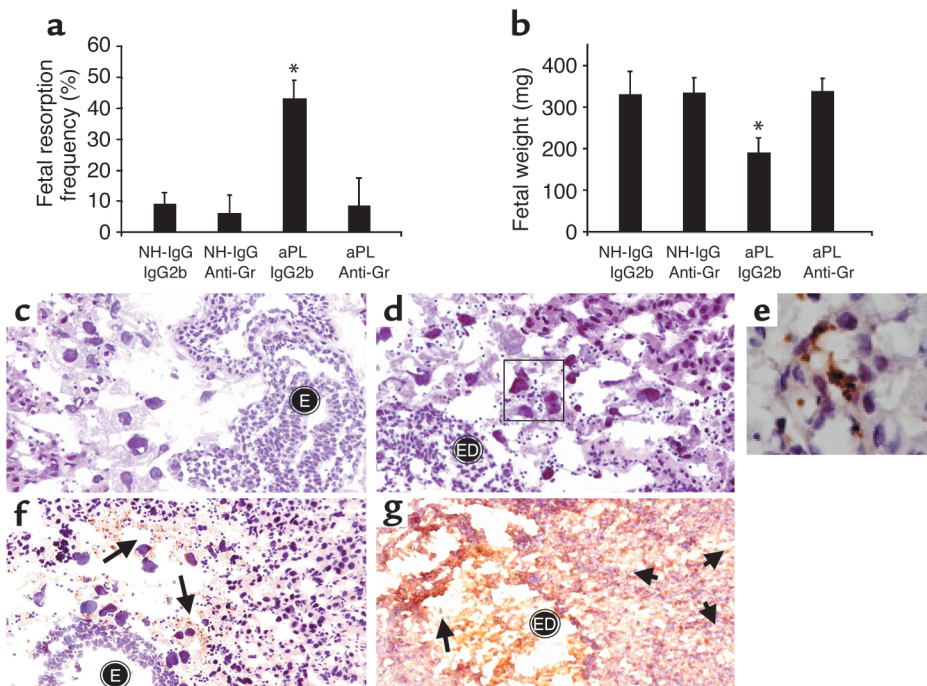 a
Fetal resorption
frequency (%)
60
50
40
30
20
10
0
*
NH-IgG NH-IgG aPL aPL
IgG2b Anti-Gr IgG2b Anti-Gr
b
Fetal weight (mg)
400
300
200
100
0
*
NH-IgG NH-IgG aPL aPL
IgG2b Anti-Gr IgG2b Anti-Gr
c
E
d
ED
e
f
E
g
ED